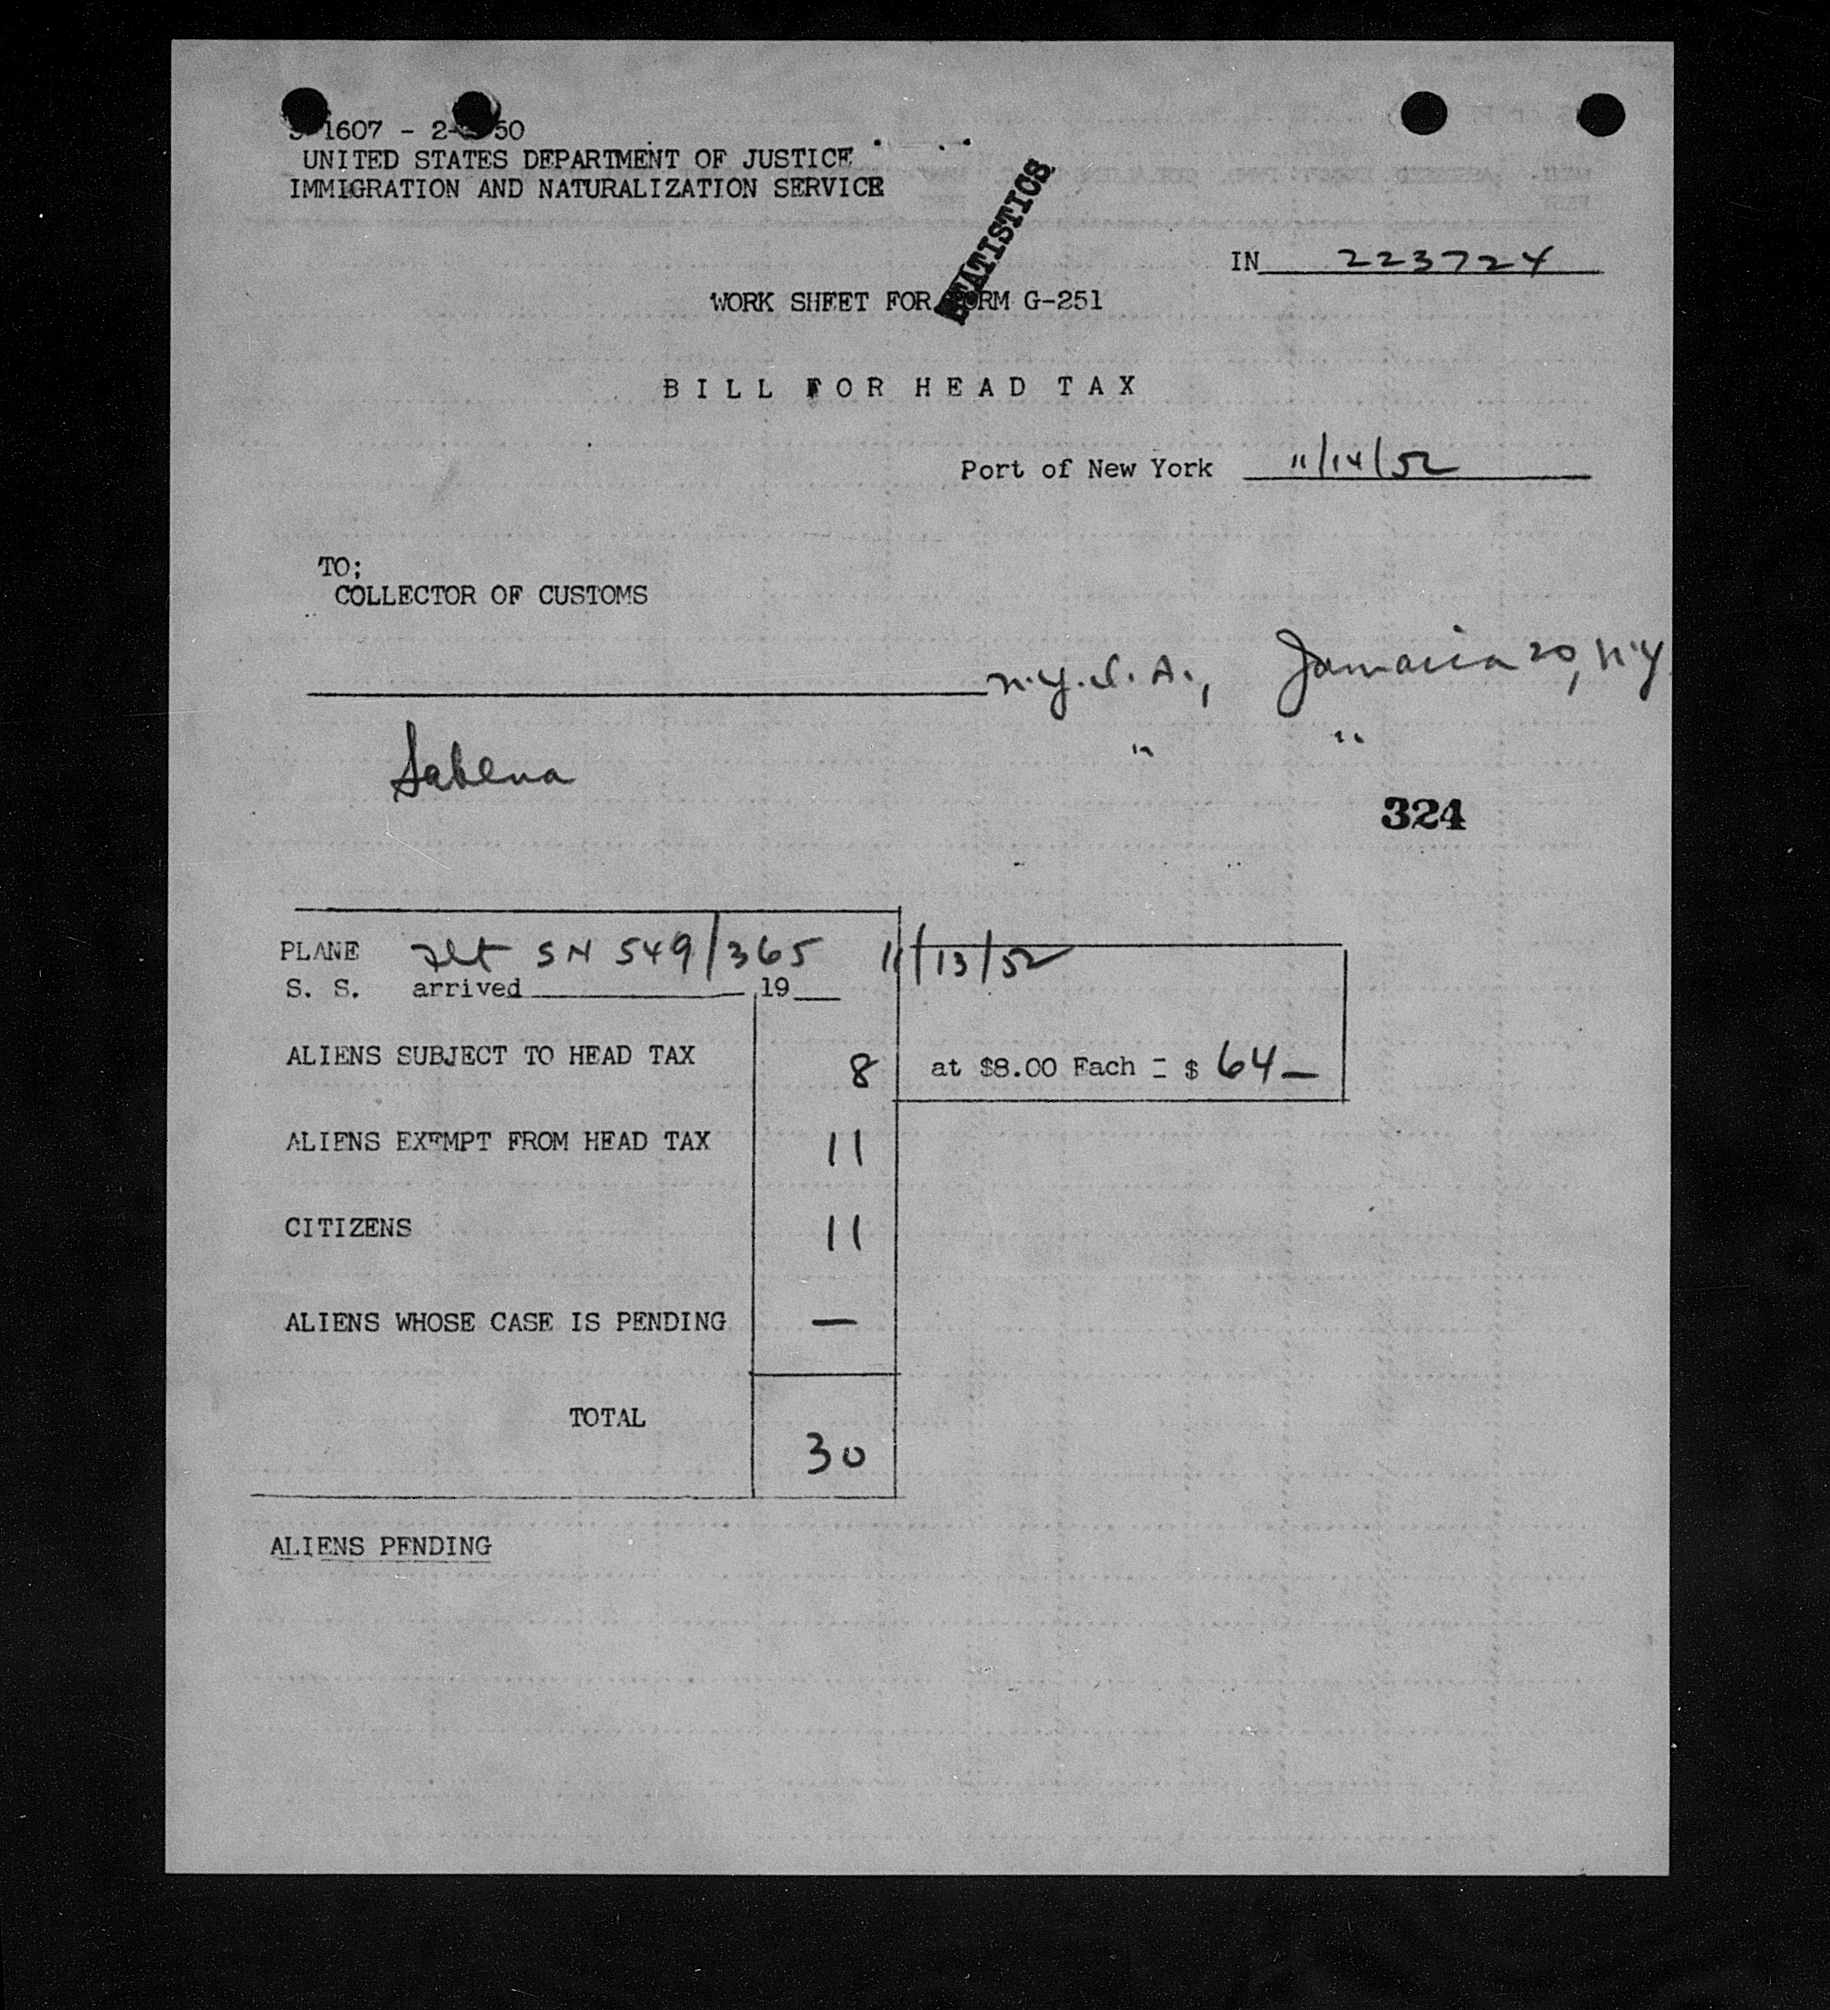 1607 - 2- 50
UNITED STATES DEPARTMENT OF JUSTICE
IMMIGRATION AND NATURALIZATION SERVICE
STATISTICS
IN 223724
WORK SHEET FOR FORM G-251
BILL FOR HEAD TAX
Port of New York 11/14/52
TO;
COLLECTOR OF CUSTOMS
N.Y.I.A., Jamaica 20, N.Y
Sabena " "
324
PLANE Flt SN 549/365 11/13/52
S. S. arrived , 19
ALIENS SUBJECT TO HEAD TAX 8 at $8.00 Each = $ 64—
ALIENS EXEMPT FROM HEAD TAX 11
CITIZENS 11
ALIENS WHOSE CASE IS PENDING —
TOTAL
30
ALIENS PENDING